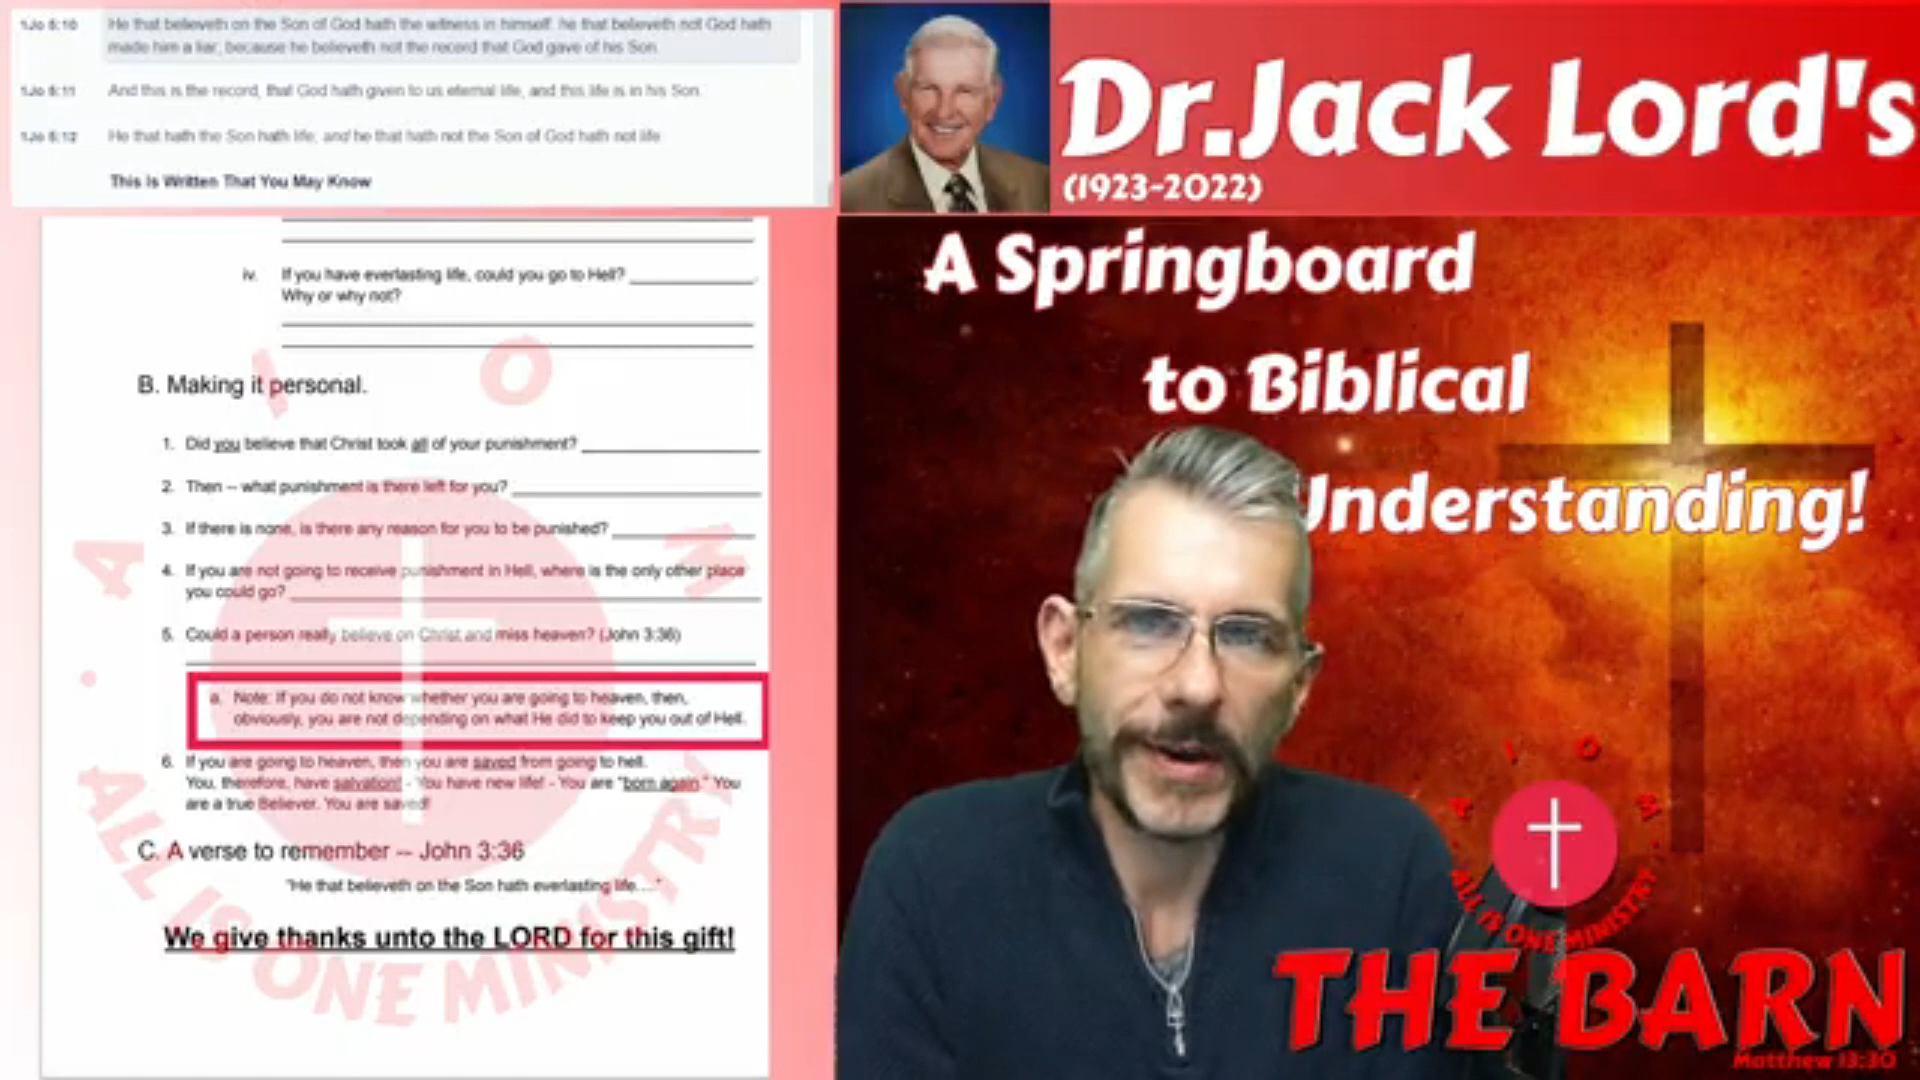 1Jo 5:10 He that believeth on the Son of God hath the witness in himself: he that believeth not God hath
made him a liar; because he believeth not the record that God gave of his Son.
1Jo 5:11 And this is the record, that God hath given to us eternal life, and this life is in his Son.
1Jo 5:12 He that hath the Son hath life; and he that hath not the Son of God hath not life.
This Is Written That You May Know
Dr.Jack Lord's
(1923-2022)
A Springboard
to Biblical
Understanding!
iv. If you have everlasting life, could you go to Hell? ____________.
Why or why not?
B. Making it personal.
1. Did you believe that Christ took all of your punishment? ____________
2. Then -- what punishment is there left for you? ____________
3. If there is none, is there any reason for you to be punished? ____________
4. If you are not going to receive punishment in Hell, where is the only other place
you could go? ____________
5. Could a person really believe on Christ and miss heaven? (John 3:36)
a. Note: If you do not know whether you are going to heaven, then,
obviously, you are not depending on what He did to keep you out of Hell.
6. If you are going to heaven, then you are saved from going to hell.
You, therefore, have salvation! - You have new life! - You are "born again." You
are a true Believer. You are saved!
C. A verse to remember -- John 3:36
"He that believeth on the Son hath everlasting life...."
We give thanks unto the LORD for this gift!
A I O M
· ALL IS ONE MINISTRY ·
A I O M
· ALL IS ONE MINISTRY ·
THE BARN
Matthew 13:30